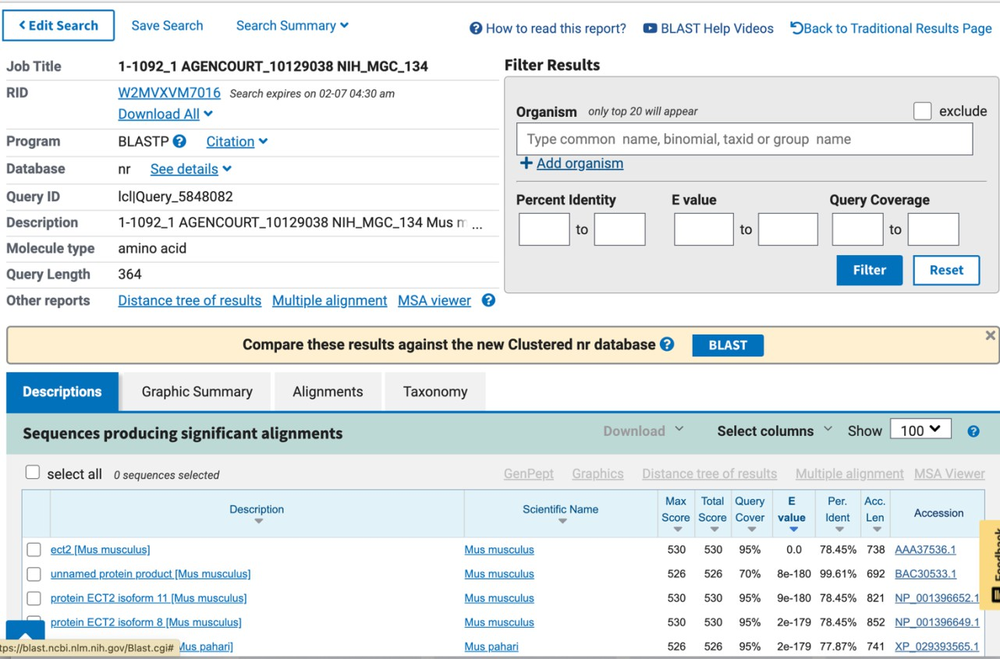 Edit Search Save Search Search Summary How to read this report? BLAST Help Videos Back to Traditional Results Page
Job Title 1-1092_1 AGENCOURT_10129038 NIH_MGC_134
RID W2MVXVM7016 Search expires on 02-07 04:30 am
Download All
Program BLASTP Citation
Database nr See details
Query ID lcl|Query_5848082
Description 1-1092_1 AGENCOURT_10129038 NIH_MGC_134 Mus m ...
Molecule type amino acid
Query Length 364
Other reports Distance tree of results Multiple alignment MSA viewer
Filter Results
Organism only top 20 will appear exclude
Type common name, binomial, taxid or group name
+ Add organism
Percent Identity E value Query Coverage
to to to
Filter Reset
Compare these results against the new Clustered nr database BLAST
Descriptions Graphic Summary Alignments Taxonomy
Sequences producing significant alignments Download Select columns Show 100
select all 0 sequences selected GenPept Graphics Distance tree of results Multiple alignment MSA Viewer
Description Scientific Name Max Score Total Score Query Cover E value Per. Ident Acc. Len Accession
ect2 [Mus musculus] Mus musculus 530 530 95% 0.0 78.45% 738 AAA37536.1
unnamed protein product [Mus musculus] Mus musculus 526 526 70% 8e-180 99.61% 692 BAC30533.1
protein ECT2 isoform 11 [Mus musculus] Mus musculus 530 530 95% 9e-180 78.45% 821 NP_001396652.1
protein ECT2 isoform 8 [Mus musculus] Mus musculus 530 530 95% 2e-179 78.45% 852 NP_001396649.1
Mus pahari] Mus pahari 526 526 95% 2e-179 77.87% 741 XP_029393565.1
tps://blast.ncbi.nlm.nih.gov/Blast.cgi#
Feedback